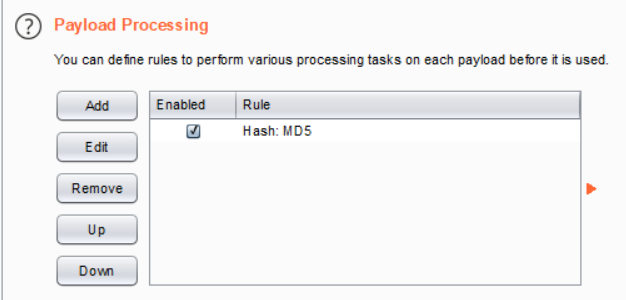 ? Payload Processing
You can define rules to perform various processing tasks on each payload before it is used.
Add Enabled Rule
Hash: MD5
Edit
Remove
Up
Down